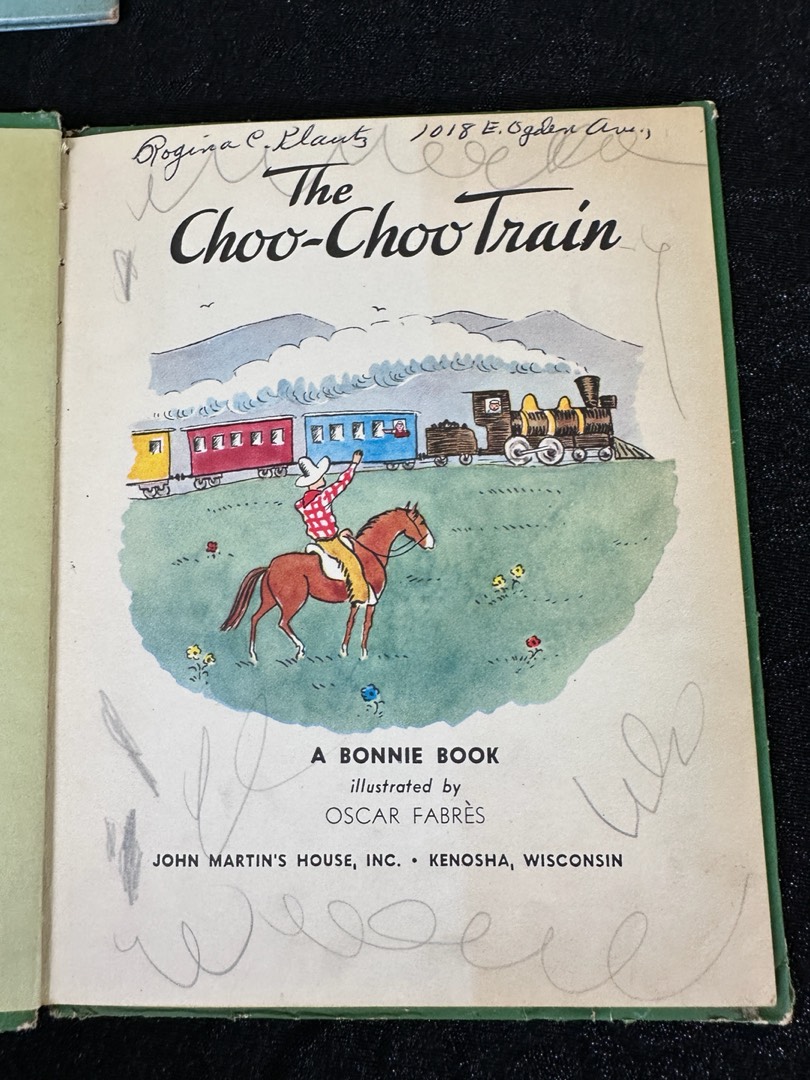 Rogina C. Klautz 1018 E. Ogden Ave.,
The
Choo-Choo Train
A BONNIE BOOK
illustrated by
OSCAR FABRÈS
JOHN MARTIN'S HOUSE, INC. • KENOSHA, WISCONSIN